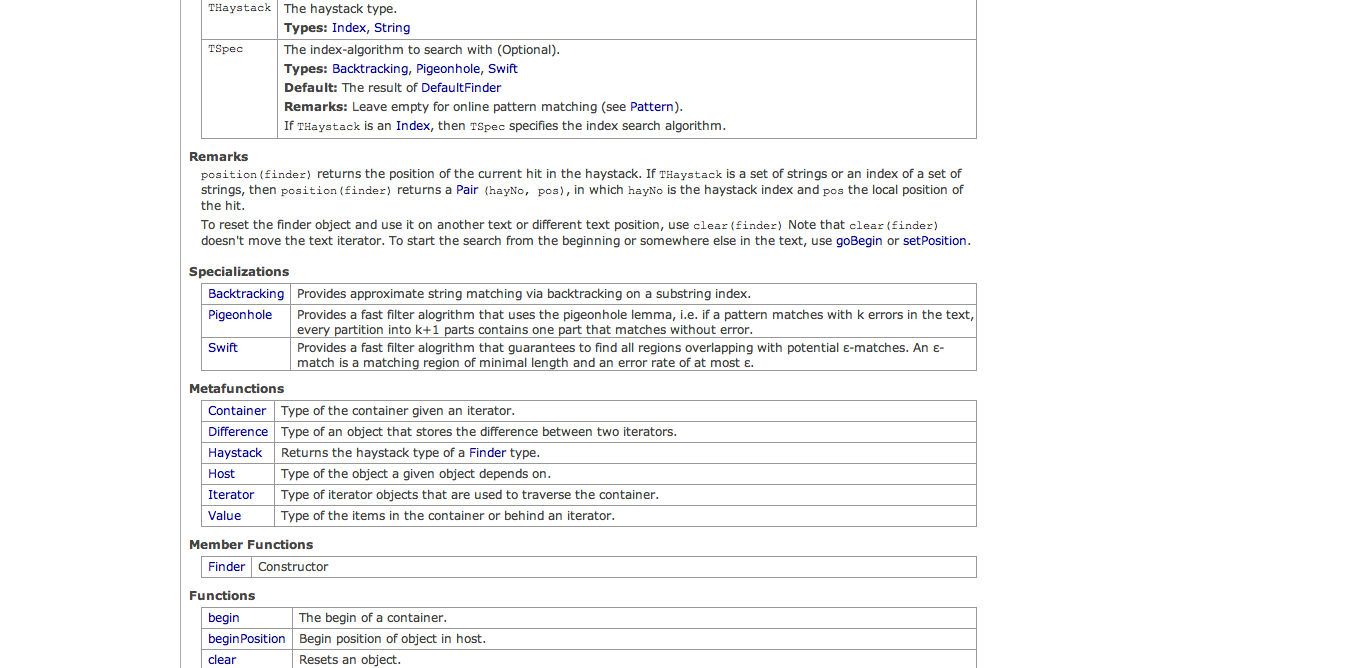 THaystack The haystack type.
Types: Index, String
TSpec The index-algorithm to search with (Optional).
Types: Backtracking, Pigeonhole, Swift
Default: The result of DefaultFinder
Remarks: Leave empty for online pattern matching (see Pattern).
If THaystack is an Index, then TSpec specifies the index search algorithm.
Remarks
position(finder) returns the position of the current hit in the haystack. If THaystack is a set of strings or an index of a set of
strings, then position(finder) returns a Pair (hayNo, pos), in which hayNo is the haystack index and pos the local position of
the hit.
To reset the finder object and use it on another text or different text position, use clear(finder) Note that clear(finder)
doesn't move the text iterator. To start the search from the beginning or somewhere else in the text, use goBegin or setPosition.
Specializations
Backtracking Provides approximate string matching via backtracking on a substring index.
Pigeonhole Provides a fast filter alogrithm that uses the pigeonhole lemma, i.e. if a pattern matches with k errors in the text,
every partition into k+1 parts contains one part that matches without error.
Swift Provides a fast filter alogrithm that guarantees to find all regions overlapping with potential ε-matches. An ε-
match is a matching region of minimal length and an error rate of at most ε.
Metafunctions
Container Type of the container given an iterator.
Difference Type of an object that stores the difference between two iterators.
Haystack Returns the haystack type of a Finder type.
Host Type of the object a given object depends on.
Iterator Type of iterator objects that are used to traverse the container.
Value Type of the items in the container or behind an iterator.
Member Functions
Finder Constructor
Functions
begin The begin of a container.
beginPosition Begin position of object in host.
clear Resets an object.